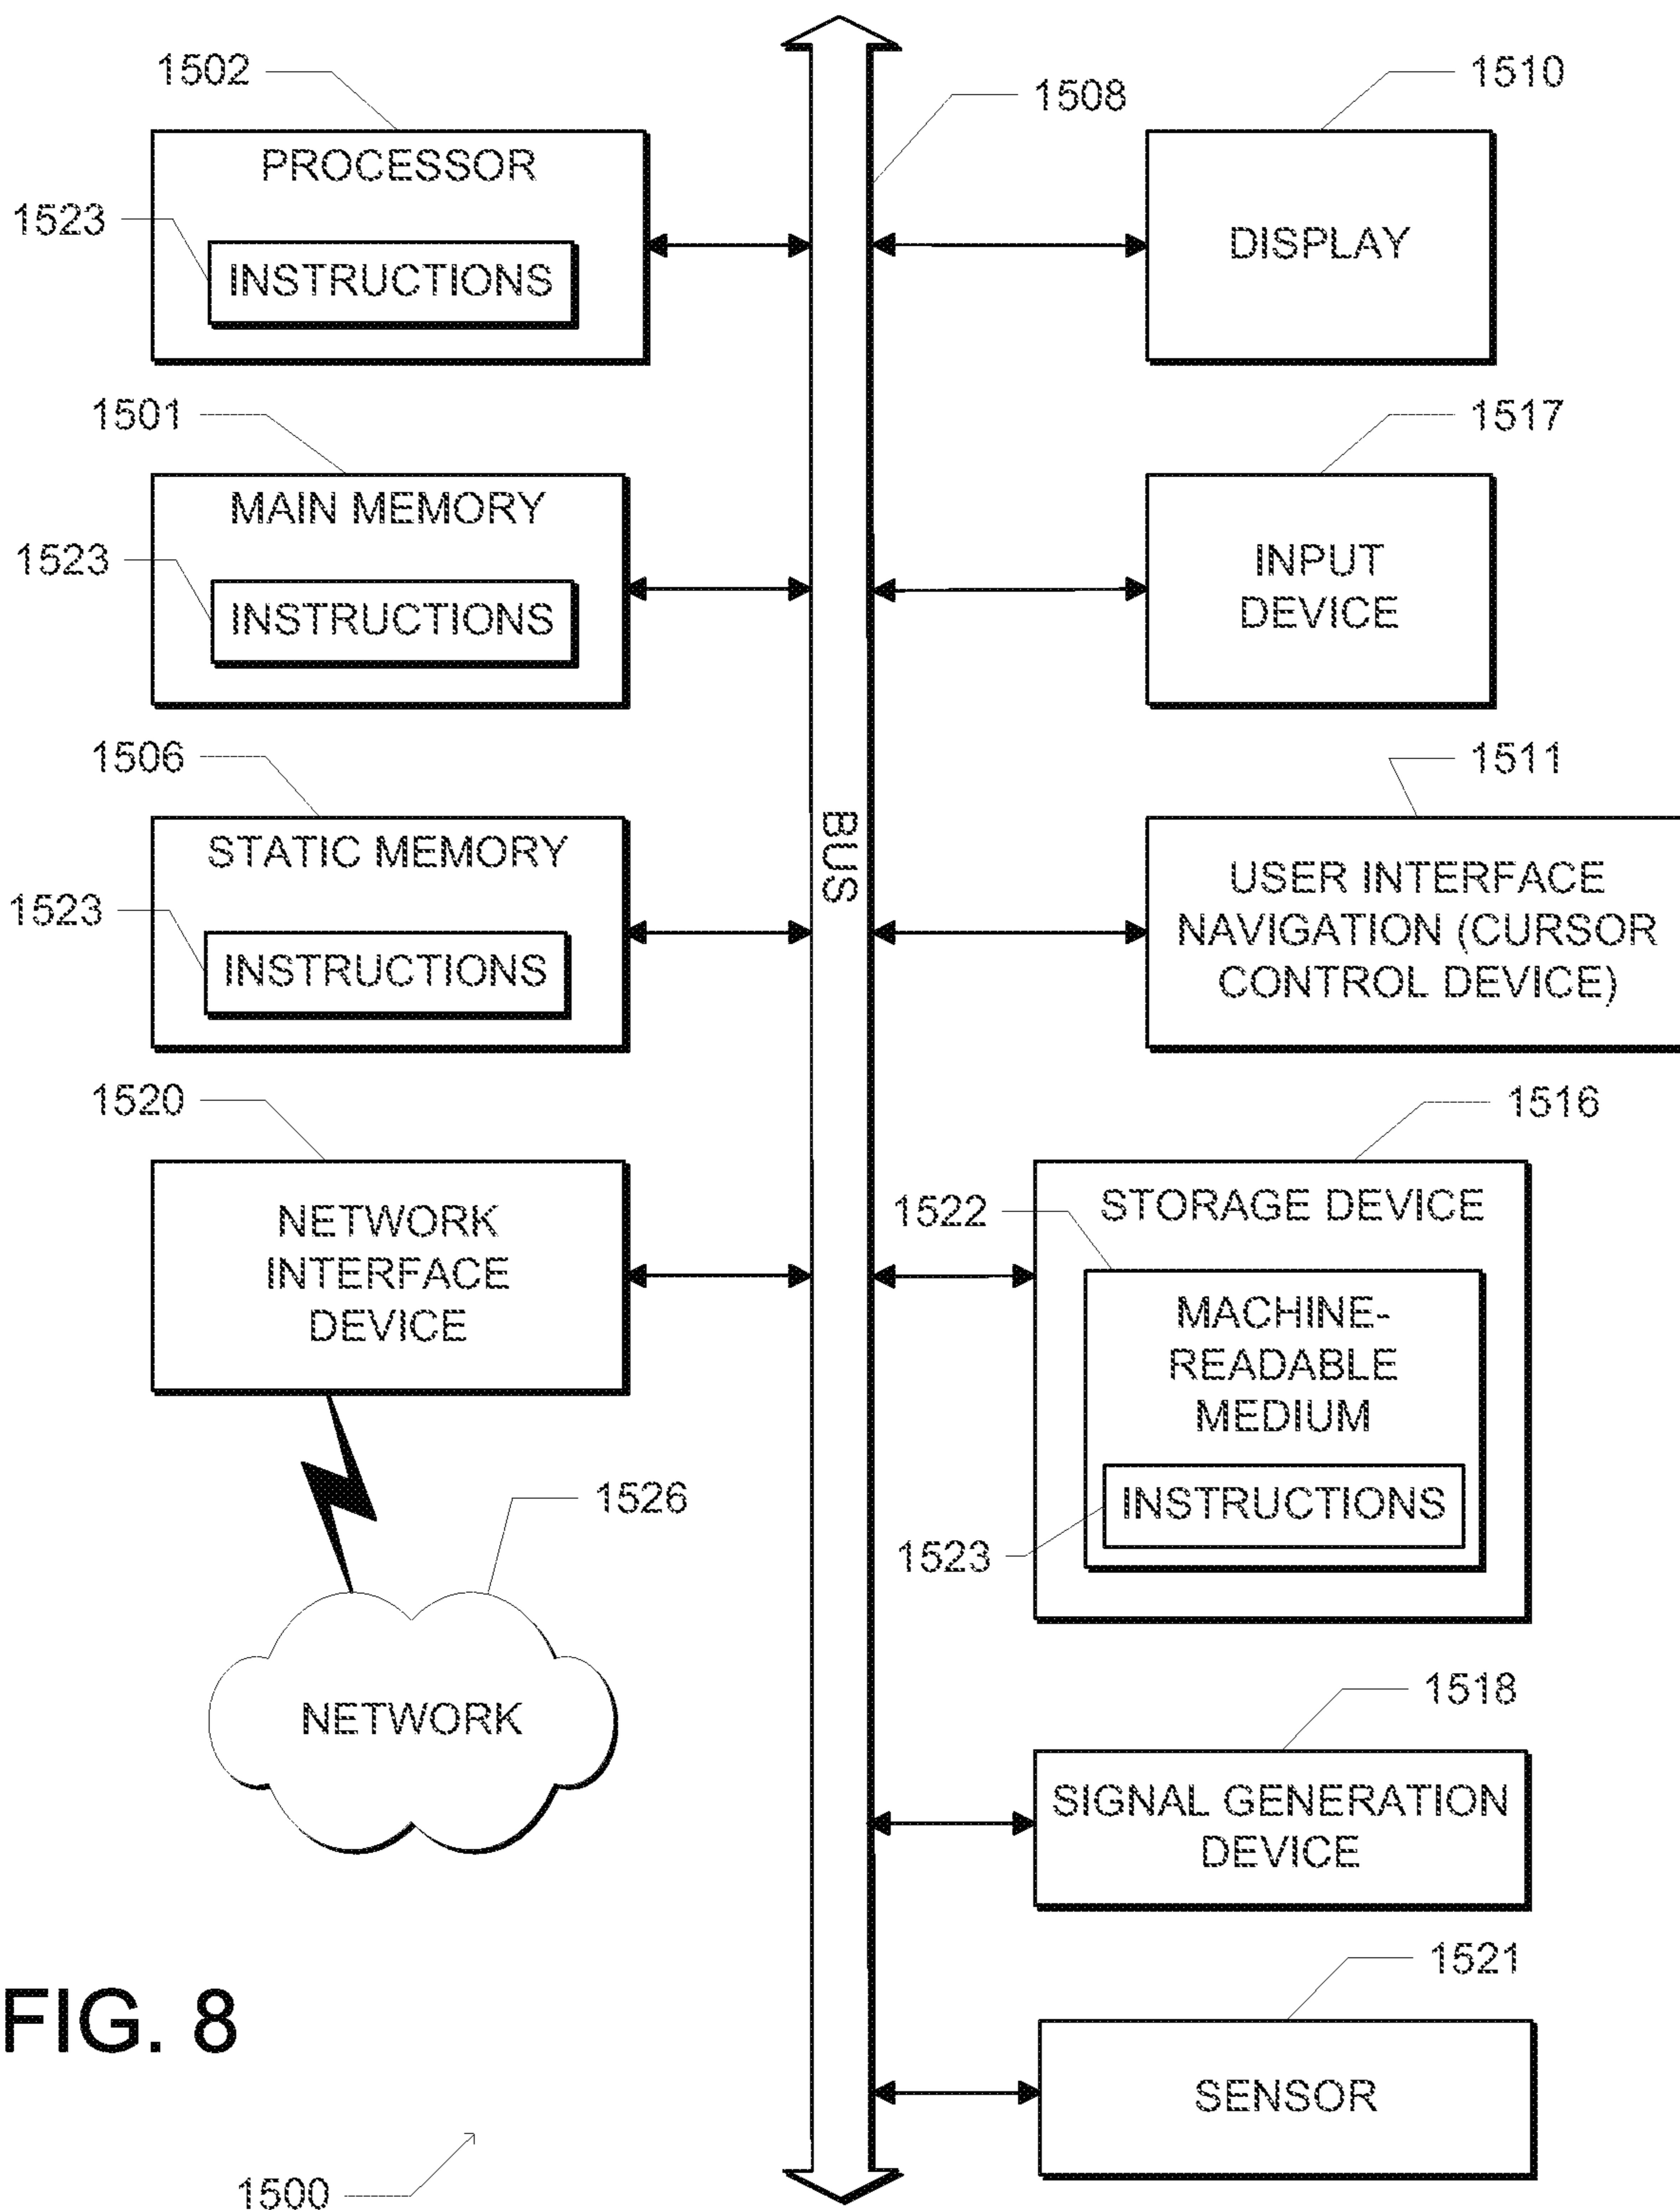 1502
PROCESSOR
1523
INSTRUCTIONS
1501
MAIN MEMORY
1523
INSTRUCTIONS
1506
STATIC MEMORY
1523
INSTRUCTIONS
1520
NETWORK
INTERFACE
DEVICE
1526
NETWORK
1508
BUS
1510
DISPLAY
1517
INPUT
DEVICE
1511
USER INTERFACE
NAVIGATION (CURSOR
CONTROL DEVICE)
1516
STORAGE DEVICE
1522
MACHINE-
READABLE
MEDIUM
INSTRUCTIONS
1523
1518
SIGNAL GENERATION
DEVICE
1521
SENSOR
FIG. 8
1500